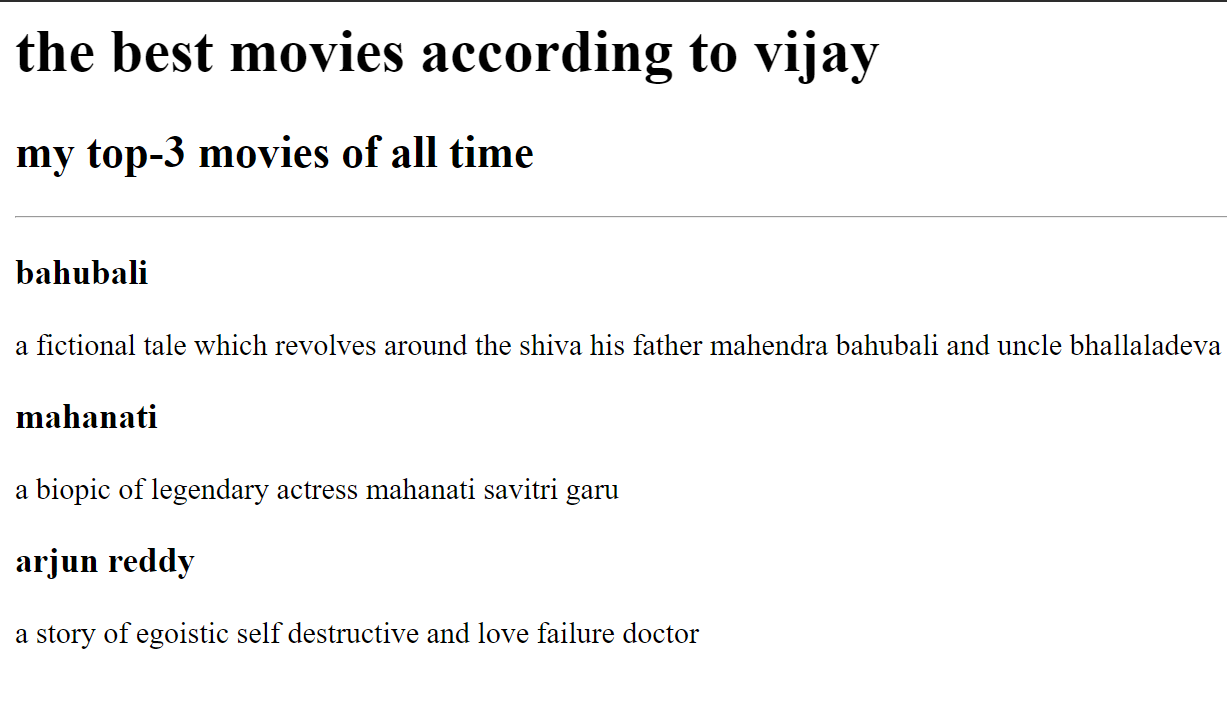 the best movies according to vijay
my top-3 movies of all time
bahubali
a fictional tale which revolves around the shiva his father mahendra bahubali and uncle bhallaladeva
mahanati
a biopic of legendary actress mahanati savitri garu
arjun reddy
a story of egoistic self destructive and love failure doctor